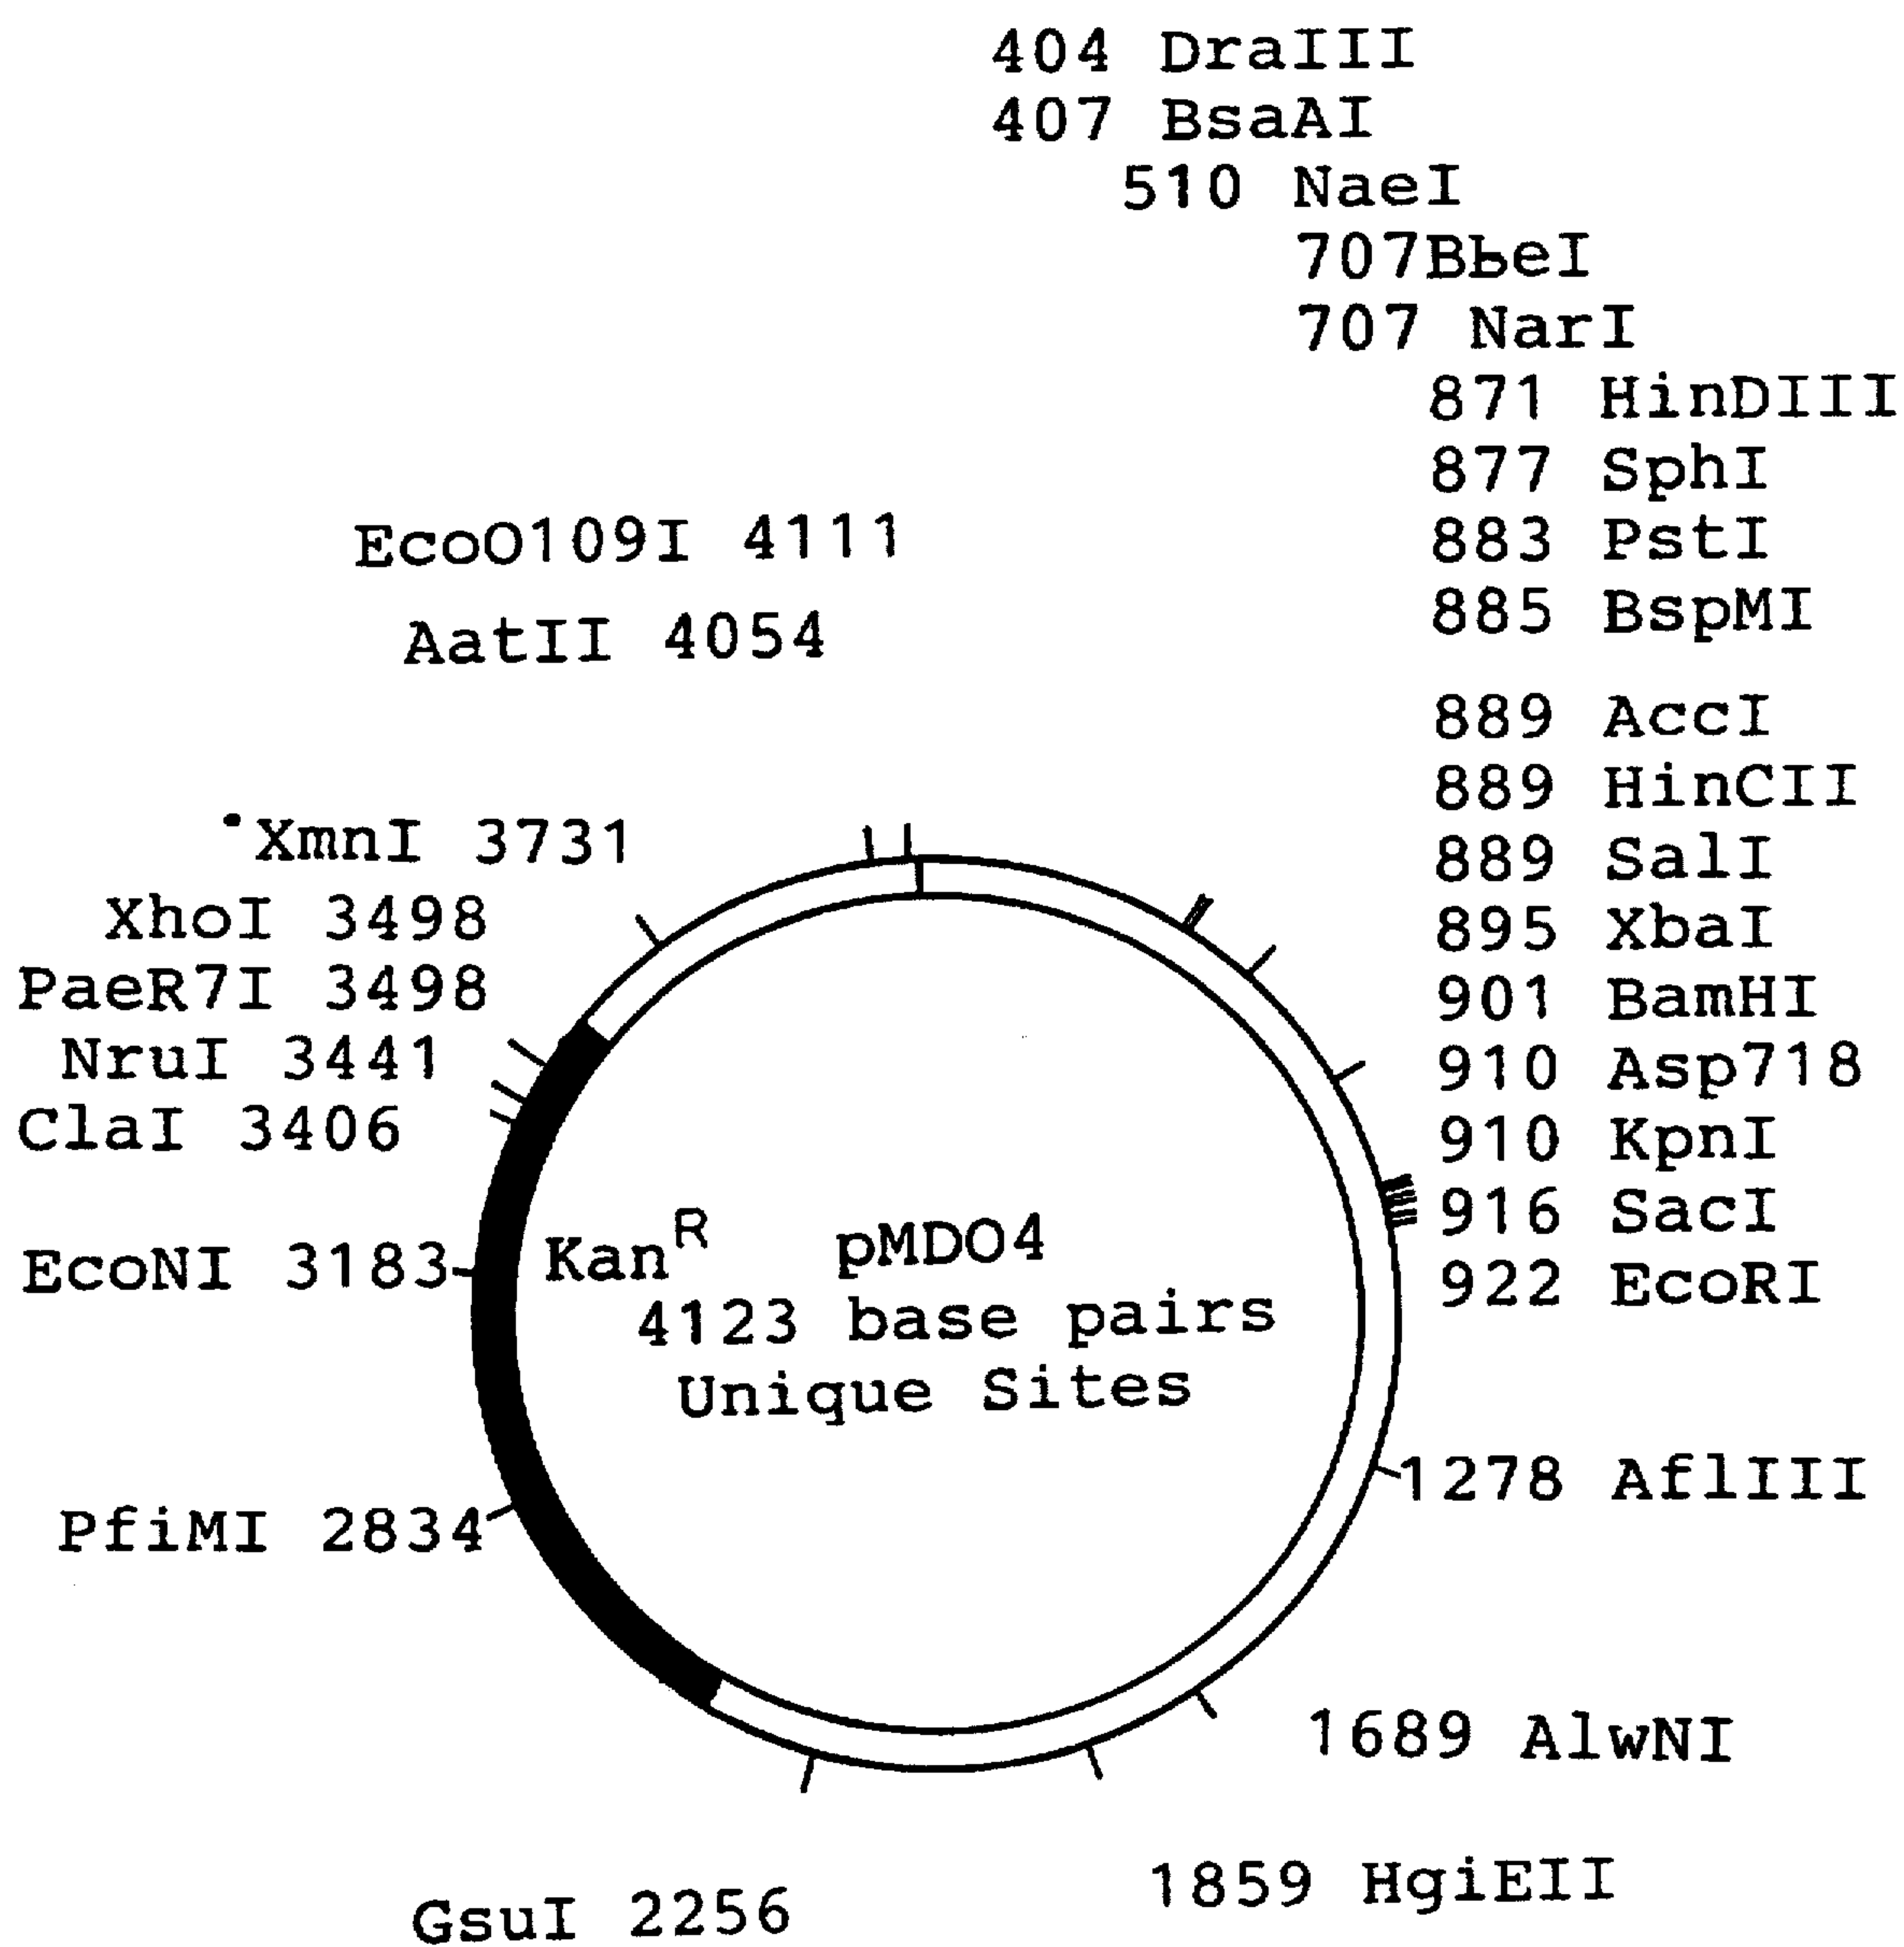 404 DraIII
407 BsaAI
510 NaeI
707BbeI
707 NarI
871 HinDIII
877 SphI
883 PstI
885 BspMI
889 AccI
889 HinCII
889 SalI
895 XbaI
901 BamHI
910 Asp718
910 KpnI
916 SacI
922 EcoRI
1278 AflIII
1689 AlwNI
1859 HgiEII
GsuI 2256
PfiMI 2834
EcoNI 3183
ClaI 3406
NruI 3441
PaeR7I 3498
XhoI 3498
XmnI 3731
AatII 4054
EcoO109I 4111
Kan^R
pMDO4
4123 base pairs
Unique Sites